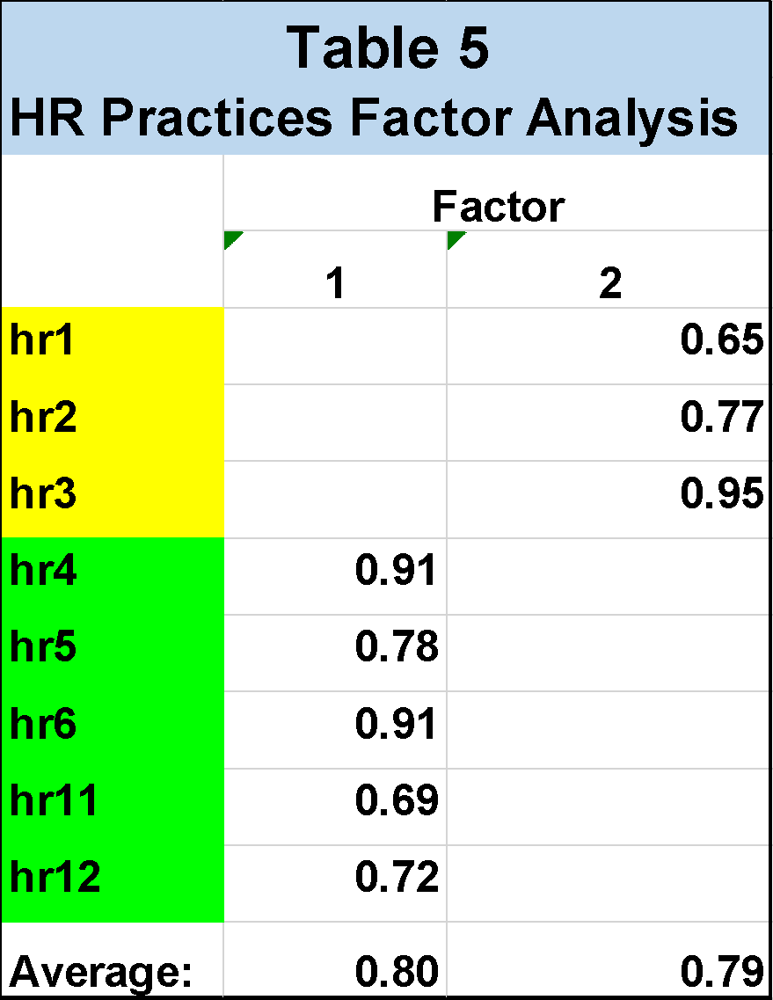 Table 5
HR Practices Factor Analysis
Factor
1 2
hr1 0.65
hr2 0.77
hr3 0.95
hr4 0.91
hr5 0.78
hr6 0.91
hr11 0.69
hr12 0.72
Average: 0.80 0.79